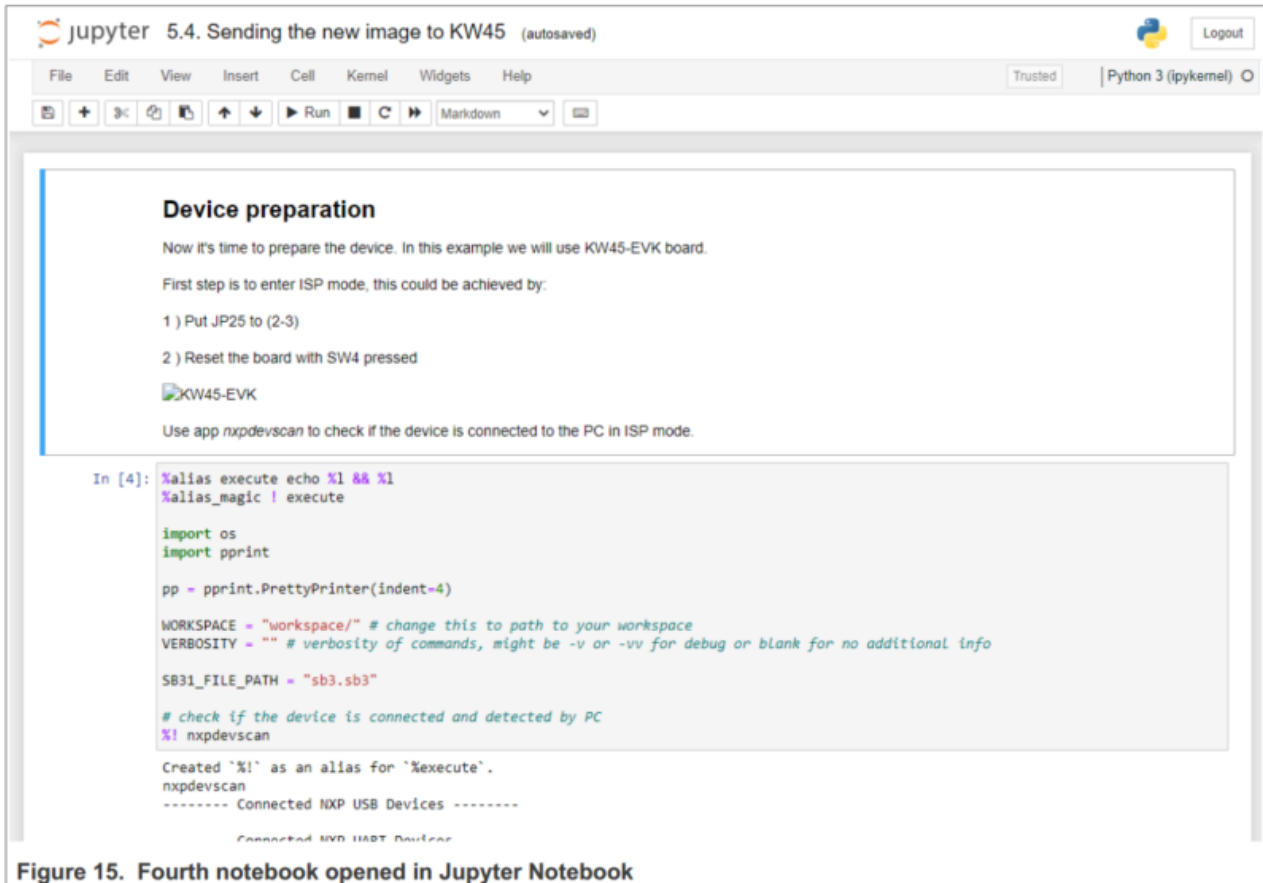 jupyter 5.4. Sending the new image to KW45 (autosaved)
Logout
File Edit View Insert Cell Kernel Widgets Help
Trusted
Python 3 (ipykernel)
Run
Markdown
Device preparation
Now it's time to prepare the device. In this example we will use KW45-EVK board.
First step is to enter ISP mode, this could be achieved by:
1 ) Put JP25 to (2-3)
2 ) Reset the board with SW4 pressed
KW45-EVK
Use app nxpdevscan to check if the device is connected to the PC in ISP mode.
In [4]: %alias execute echo %l && %l
%alias_magic ! execute
import os
import pprint
pp = pprint.PrettyPrinter(indent=4)
WORKSPACE = "workspace/" # change this to path to your workspace
VERBOSITY = "" # verbosity of commands, might be -v or -vv for debug or blank for no additional info
SB31_FILE_PATH = "sb3.sb3"
# check if the device is connected and detected by PC
%! nxpdevscan
Created `%!` as an alias for `%execute`.
nxpdevscan
-------- Connected NXP USB Devices --------
Connected NXP UART Devices
Figure 15. Fourth notebook opened in Jupyter Notebook